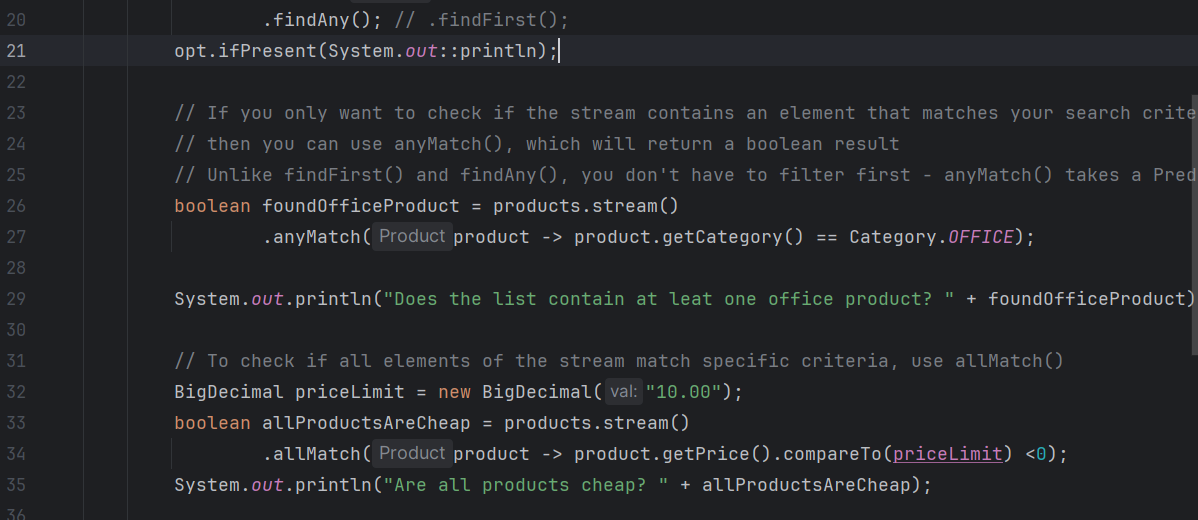 20 .findAny(); // .findFirst();
21 opt.ifPresent(System.out::println);
22
23 // If you only want to check if the stream contains an element that matches your search crite
24 // then you can use anyMatch(), which will return a boolean result
25 // Unlike findFirst() and findAny(), you don't have to filter first - anyMatch() takes a Pred
26 boolean foundOfficeProduct = products.stream()
27 .anyMatch( Product product -> product.getCategory() == Category.OFFICE);
28
29 System.out.println("Does the list contain at leat one office product? " + foundOfficeProduct)
30
31 // To check if all elements of the stream match specific criteria, use allMatch()
32 BigDecimal priceLimit = new BigDecimal( val: "10.00");
33 boolean allProductsAreCheap = products.stream()
34 .allMatch( Product product -> product.getPrice().compareTo(priceLimit) <0);
35 System.out.println("Are all products cheap? " + allProductsAreCheap);
36